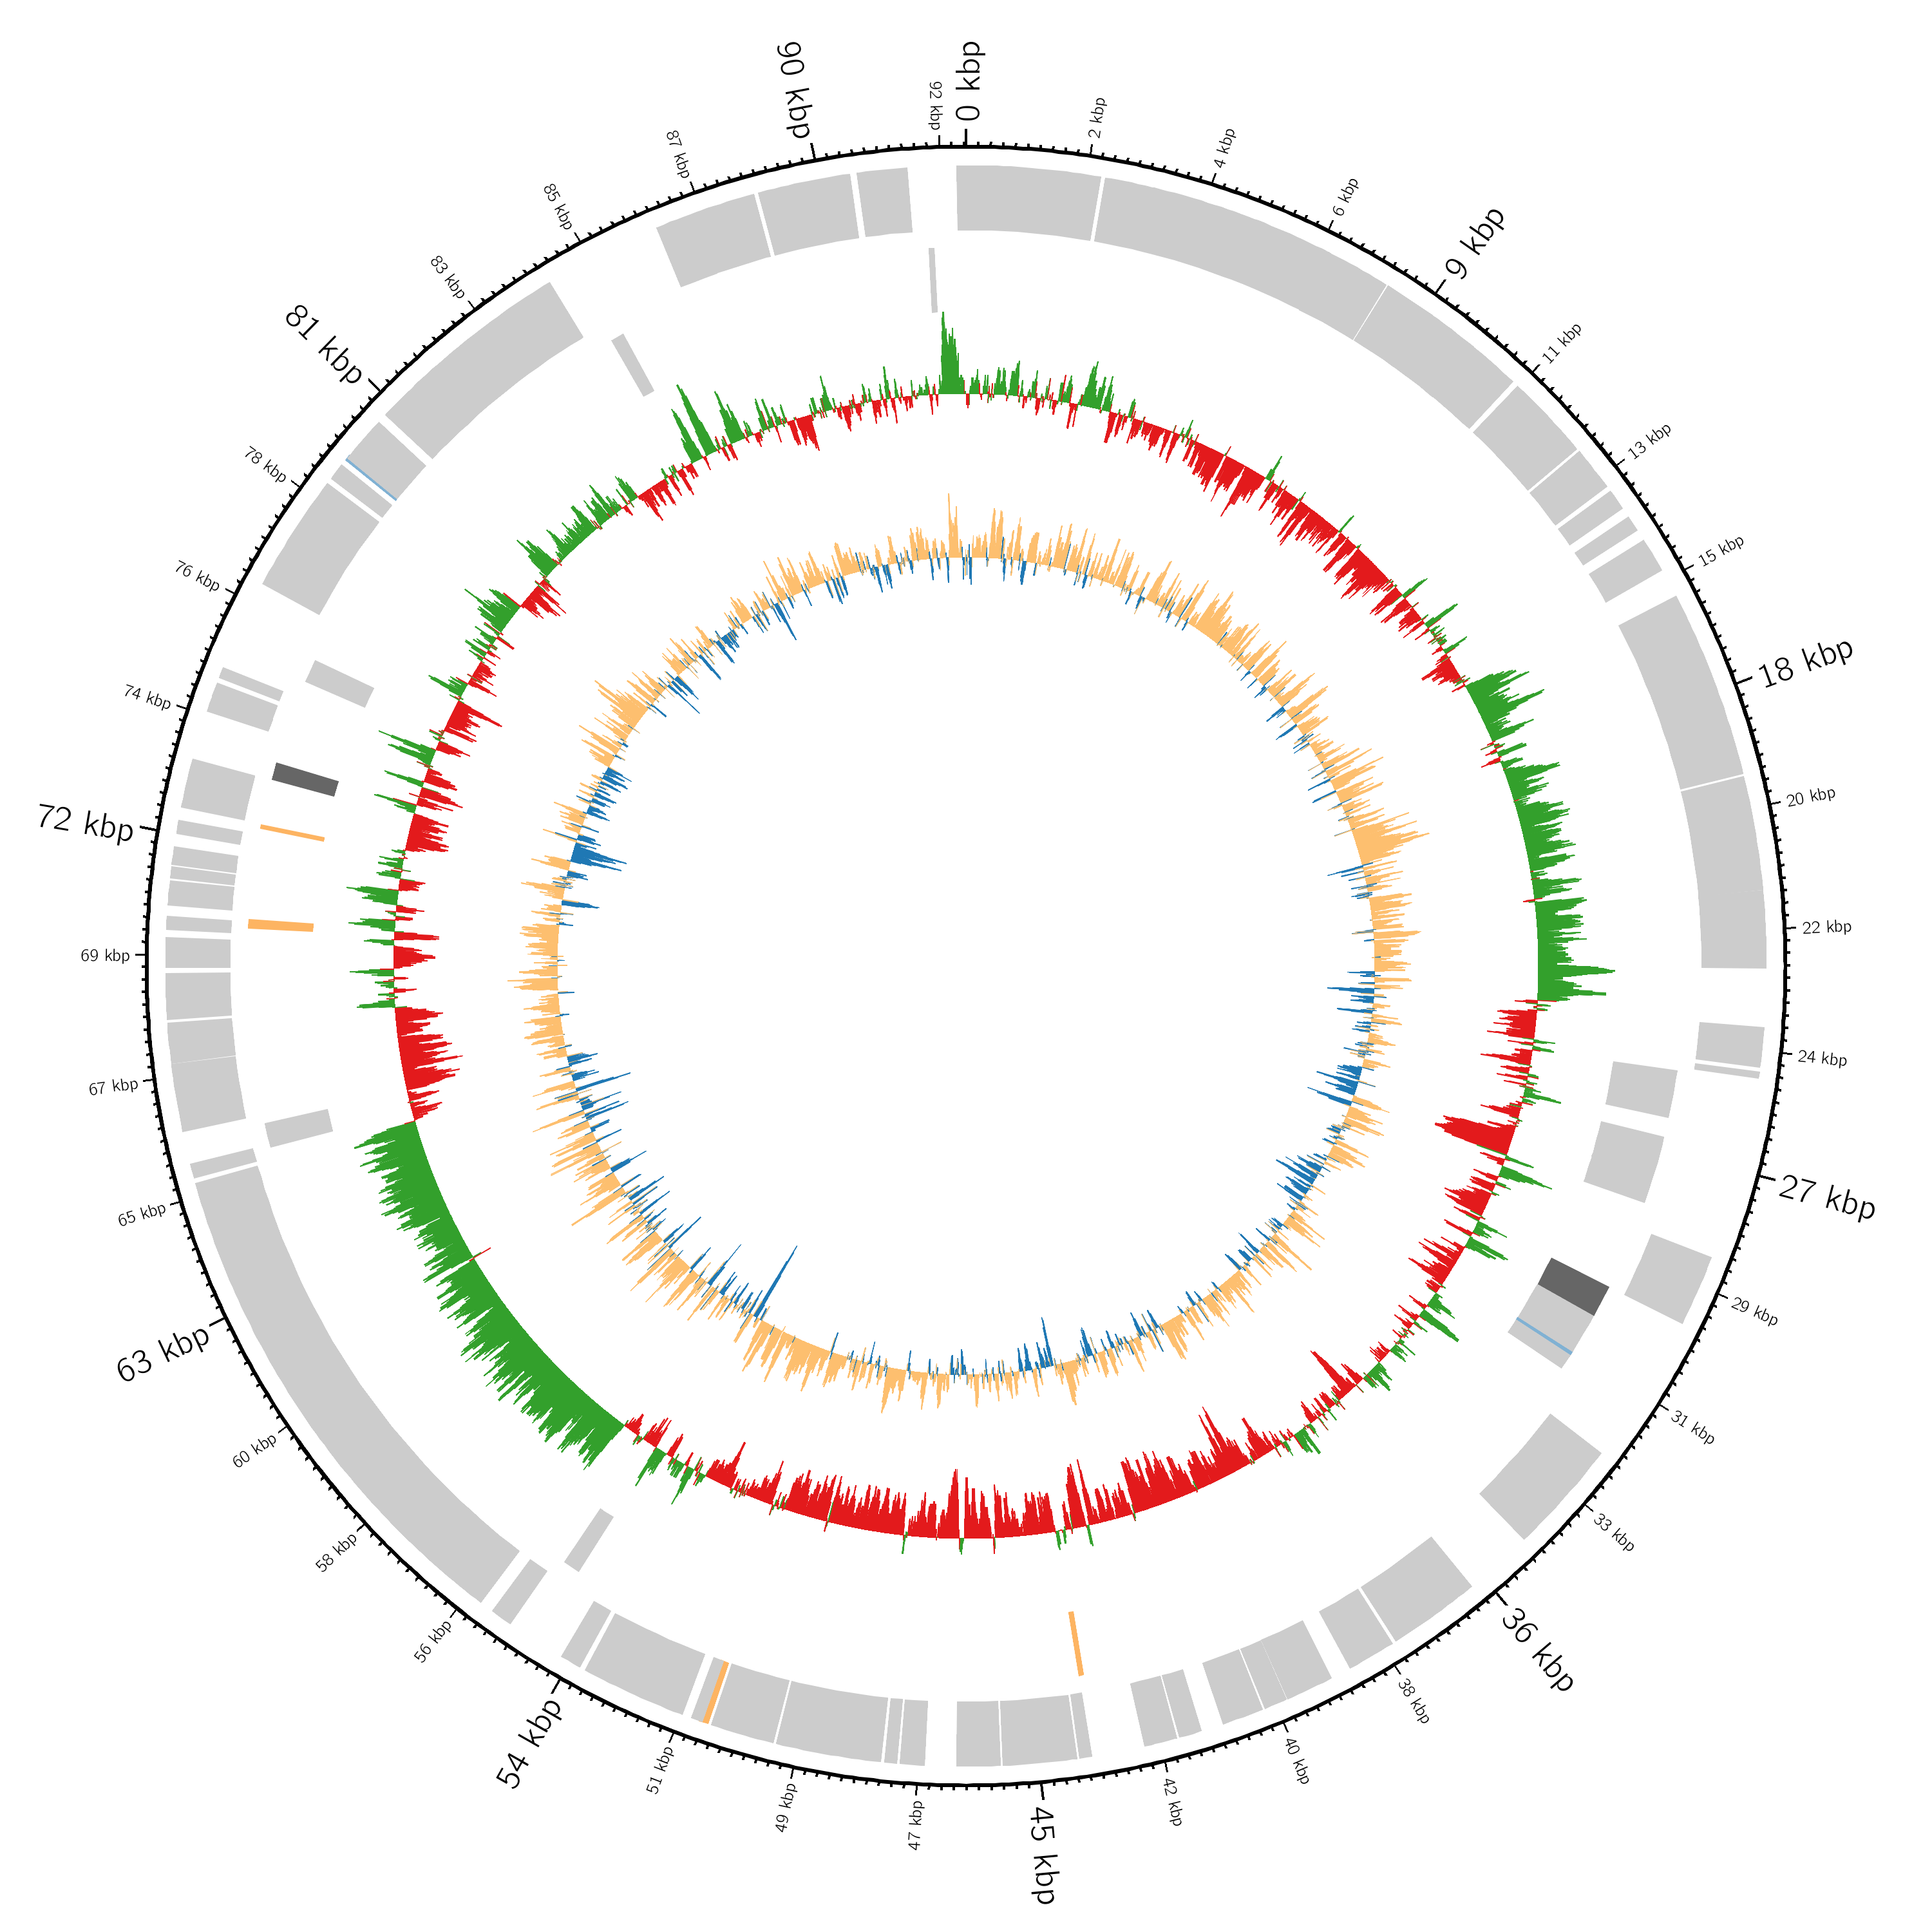 0 kbp
2 kbp
4 kbp
6 kbp
9 kbp
11 kbp
13 kbp
15 kbp
18 kbp
20 kbp
22 kbp
24 kbp
27 kbp
29 kbp
31 kbp
33 kbp
36 kbp
38 kbp
40 kbp
42 kbp
45 kbp
47 kbp
49 kbp
51 kbp
54 kbp
56 kbp
58 kbp
60 kbp
63 kbp
65 kbp
67 kbp
69 kbp
72 kbp
74 kbp
76 kbp
78 kbp
81 kbp
83 kbp
85 kbp
87 kbp
90 kbp
92 kbp